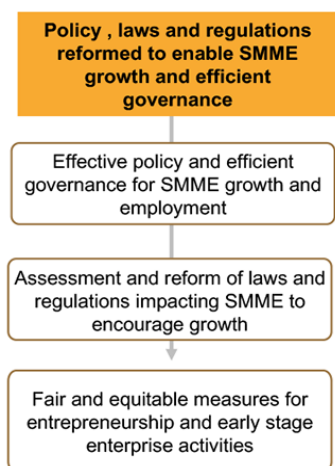 Policy , laws and regulations
reformed to enable SMME
growth and efficient
governance
Effective policy and efficient
governance for SMME growth and
employment
Assessment and reform of laws and
regulations impacting SMME to
encourage growth
Fair and equitable measures for
entrepreneurship and early stage
enterprise activities